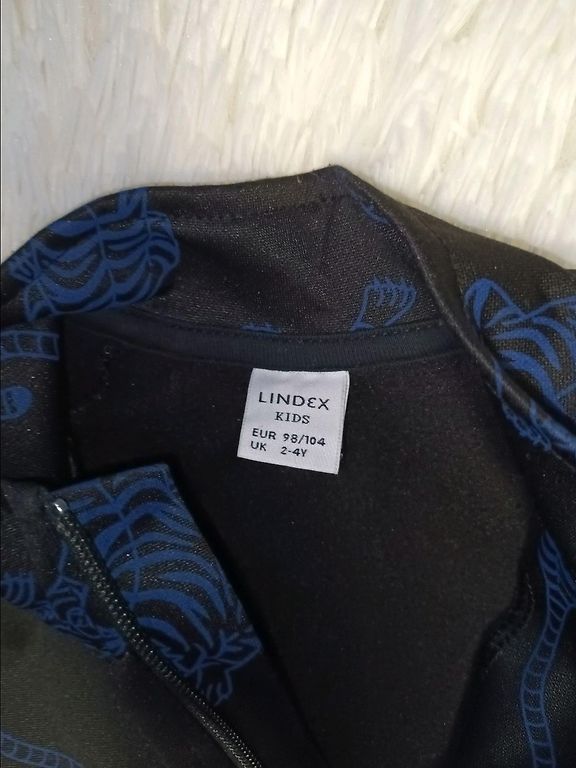 LINDEX
KIDS
EUR 98/104
UK 2-4Y